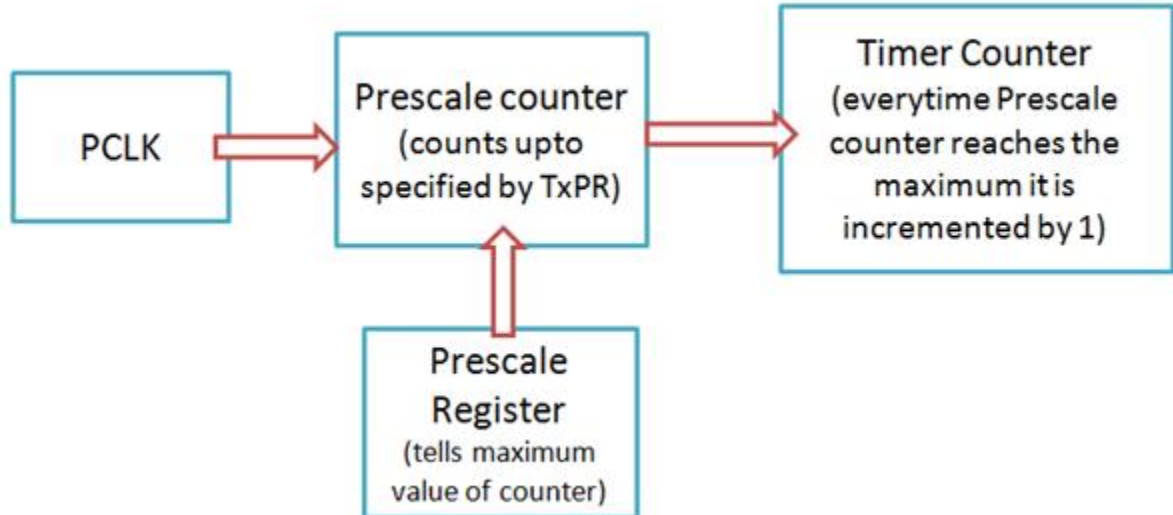 PCLK
Prescale counter
(counts upto
specified by TxPR)
Timer Counter
(everytime Prescale
counter reaches the
maximum it is
incremented by 1)
Prescale
Register
(tells maximum
value of counter)